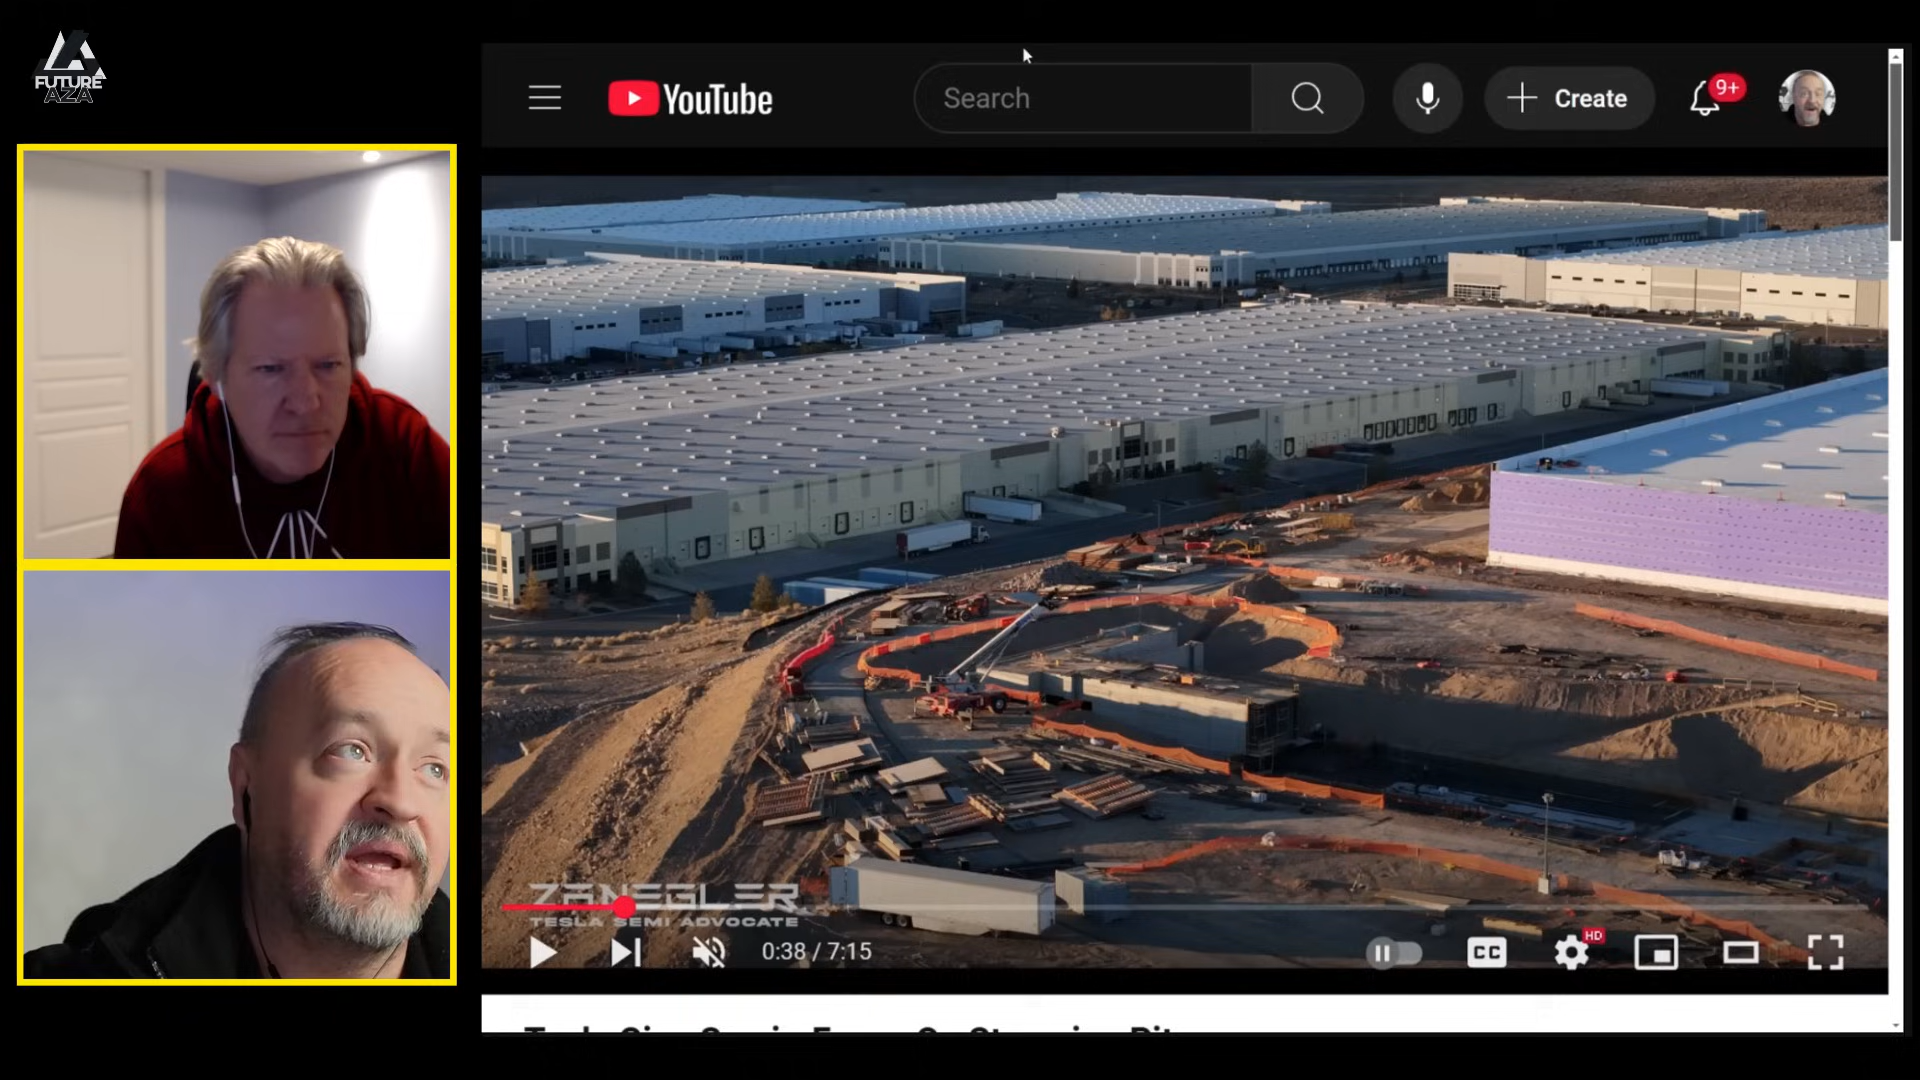 FUTURE
AZA
YouTube
Search
Create
9+
ZANEGLER
TESLA SEMI ADVOCATE
0:38 / 7:15
CC
HD